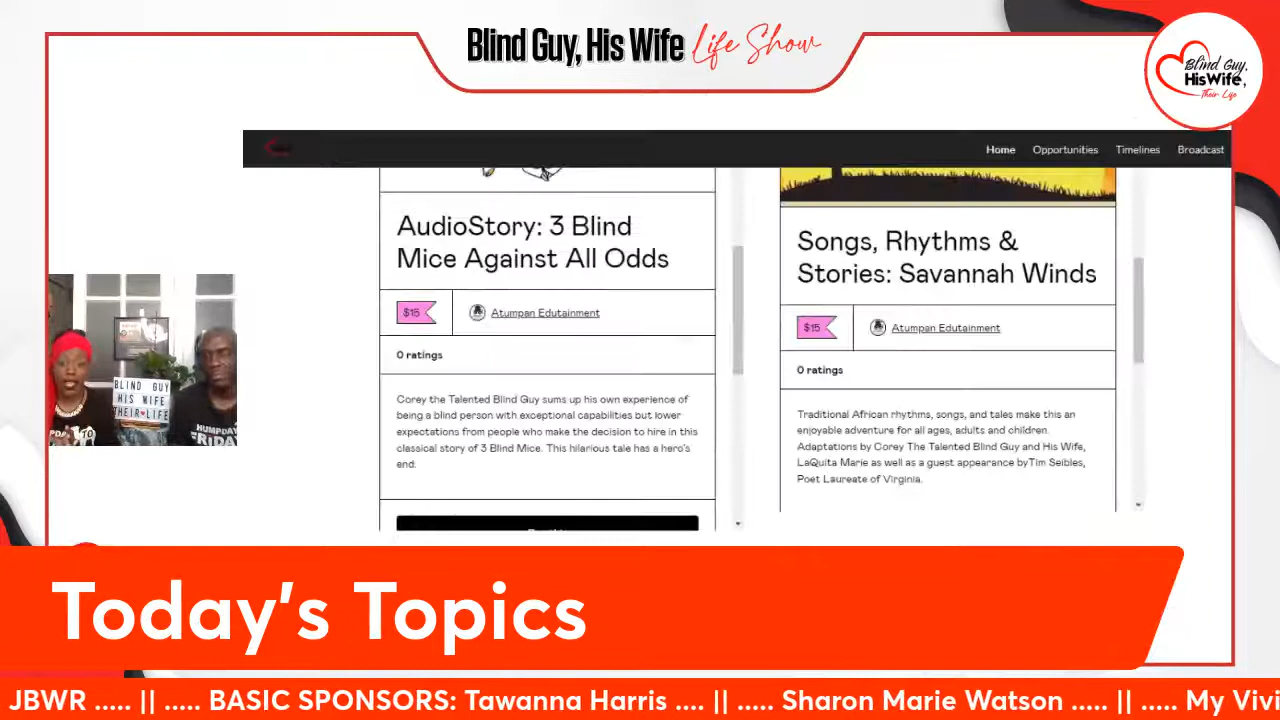 Blind Guy, His Wife Life Show
Blind Guy,
His Wife,
Their Life
Home Opportunities Timelines Broadcast
AudioStory: 3 Blind
Mice Against All Odds
$15 Atumpan Edutainment
0 ratings
Corey the Talented Blind Guy sums up his own experience of
being a blind person with exceptional capabilities but lower
expectations from people who make the decision to hire in this
classical story of 3 Blind Mice. This hilarious tale has a hero's
end.
Songs, Rhythms &
Stories: Savannah Winds
$15 Atumpan Edutainment
0 ratings
Traditional African rhythms, songs, and tales make this an
enjoyable adventure for all ages, adults and children.
Adaptations by Corey The Talented Blind Guy and His Wife,
LaQuita Marie as well as a guest appearance byTim Seibles,
Poet Laureate of Virginia.
BLIND GUY
HIS WIFE
THEIR LIFE
HUMPDAY
FRIDAY
Today's Topics
JBWR ..... || ..... BASIC SPONSORS: Tawanna Harris .... || ..... Sharon Marie Watson ..... || ..... My Vivi